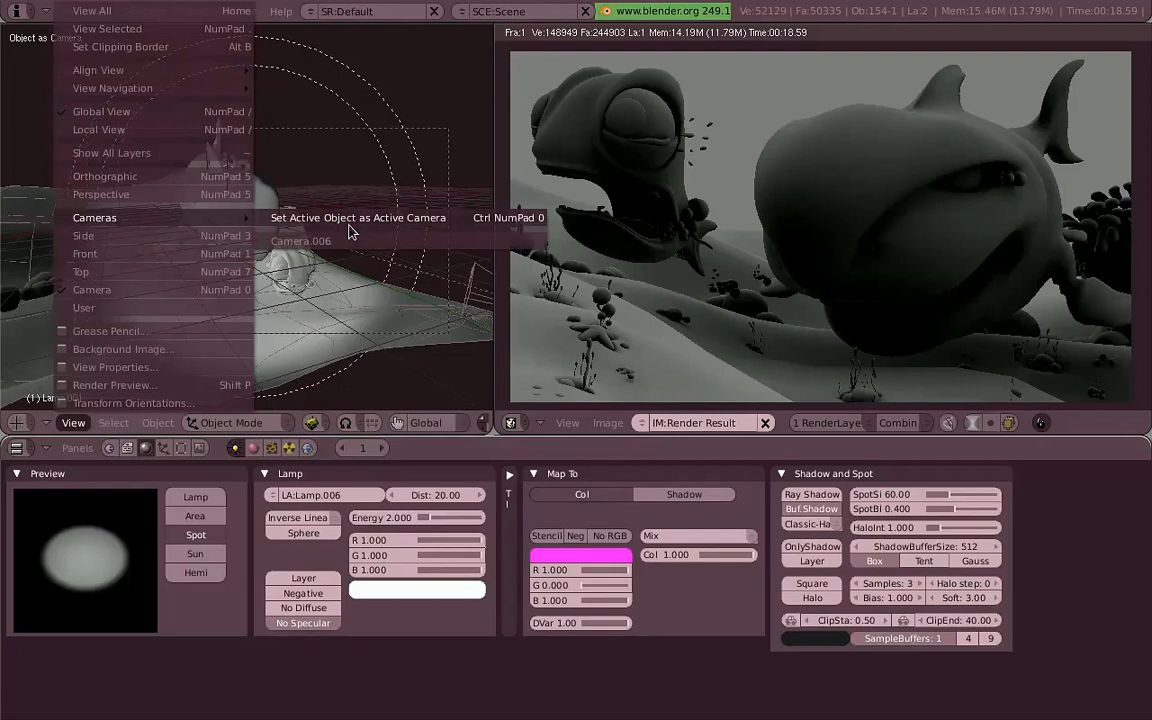 View All Home
Help
SR:Default
SCE:Scene
www.blender.org 249.1
Ve:52129 Fa:50335 Ob:154-1 La:2 Mem:15.46M (13.79M) Time:00:18.59
View Selected NumPad .
Object as Camera
Fra:1 Ve:148949 Fa:244903 La:1 Mem:14.19M (11.79M) Time:00:18.59
Set Clipping Border Alt B
Align View
View Navigation
Global View NumPad /
Local View NumPad /
Show All Layers
Orthographic NumPad 5
Perspective NumPad 5
Cameras
Set Active Object as Active Camera Ctrl NumPad 0
Side NumPad 3
Camera.006
Front NumPad 1
Top NumPad 7
Camera NumPad 0
User
Grease Pencil...
Background Image...
View Properties...
Render Preview... Shift P
Transform Orientations...
View Select Object Object Mode Global
View Image IM:Render Result 1 RenderLaye Combin
Panels 1
Preview
Lamp
Area
Spot
Sun
Hemi
Lamp
LA:Lamp.006 Dist: 20.00
Inverse Linea Energy 2.000
Sphere
R 1.000
G 1.000
B 1.000
Layer
Negative
No Diffuse
No Specular
T
I
Map To
Col Shadow
Stencil Neg No RGB Mix
Col 1.000
R 1.000
G 0.000
B 1.000
DVar 1.00
Shadow and Spot
Ray Shadow SpotSi 60.00
Buf.Shadow SpotBl 0.400
Classic-Ha HaloInt 1.000
OnlyShadow ShadowBufferSize: 512
Layer Box Tent Gauss
Square Samples: 3 Halo step: 0
Halo Bias: 1.000 Soft: 3.00
ClipSta: 0.50 ClipEnd: 40.00
SampleBuffers: 1 4 9